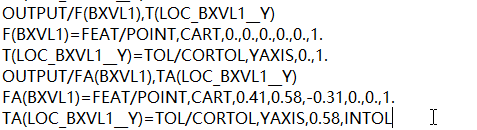 OUTPUT/F(BXVL1),T(LOC_BXVL1__Y)
F(BXVL1)=FEAT/POINT,CART,0.,0.,0.,0.,0.,1.
T(LOC_BXVL1__Y)=TOL/CORTOL,YAXIS,0.,1.
OUTPUT/FA(BXVL1),TA(LOC_BXVL1__Y)
FA(BXVL1)=FEAT/POINT,CART,0.41,0.58,-0.31,0.,0.,1.
TA(LOC_BXVL1__Y)=TOL/CORTOL,YAXIS,0.58,INTOL